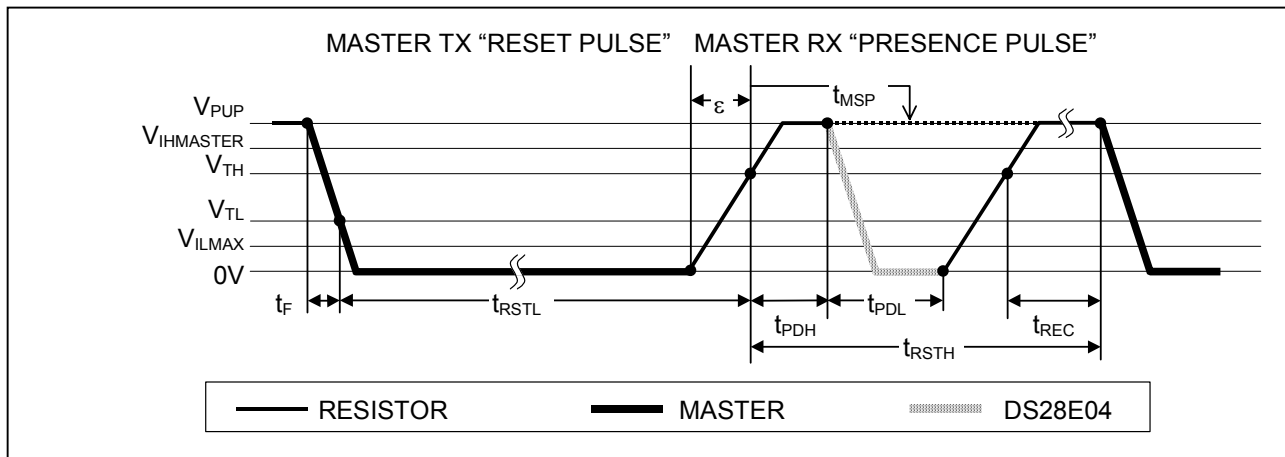 MASTER TX “RESET PULSE” MASTER RX “PRESENCE PULSE”
ε tMSP
VPUP
VIHMASTER
VTH
VTL
VILMAX
0V
tF tRSTL tPDH tPDL tREC
tRSTH
RESISTOR MASTER DS28E04